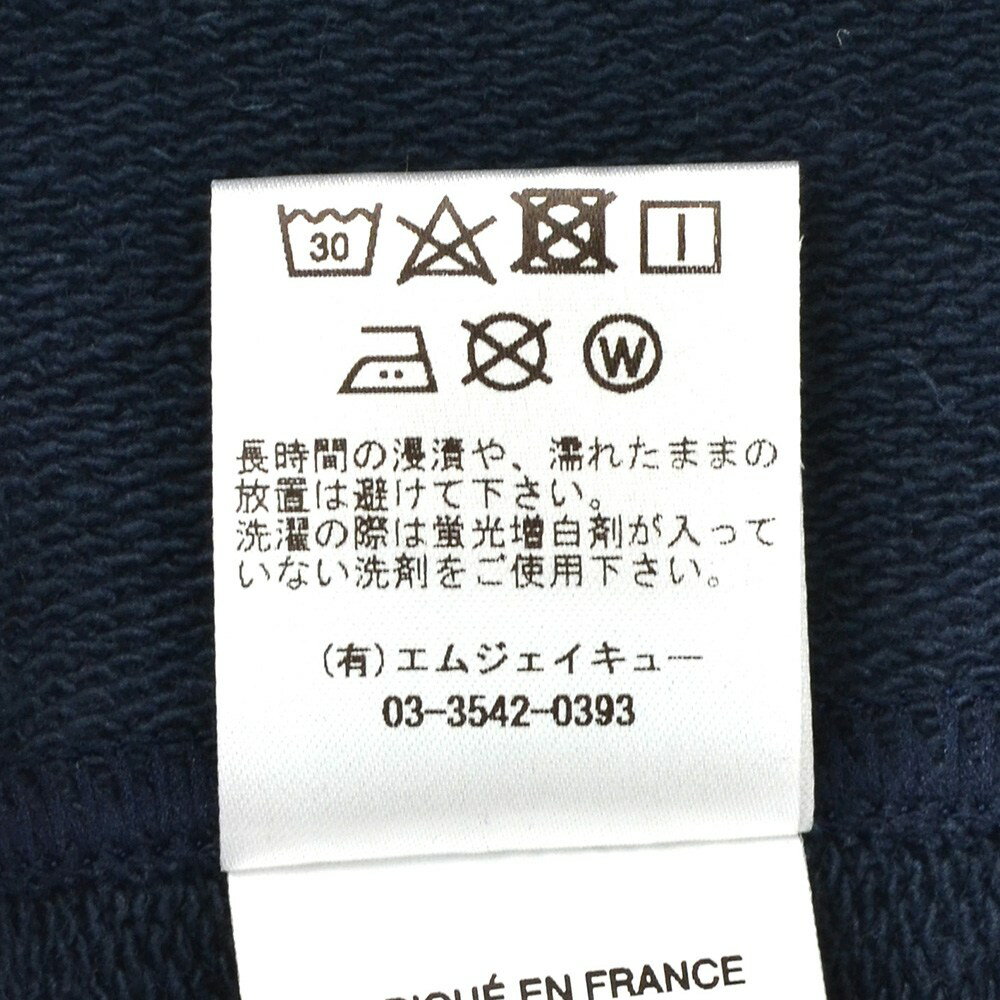 30
W
長時間の浸漬や、濡れたままの
放置は避けて下さい。
洗濯の際は蛍光増白剤が入って
いない洗剤をご使用下さい。
(有)エムジェイキュー
03-3542-0393
EN FRANCE